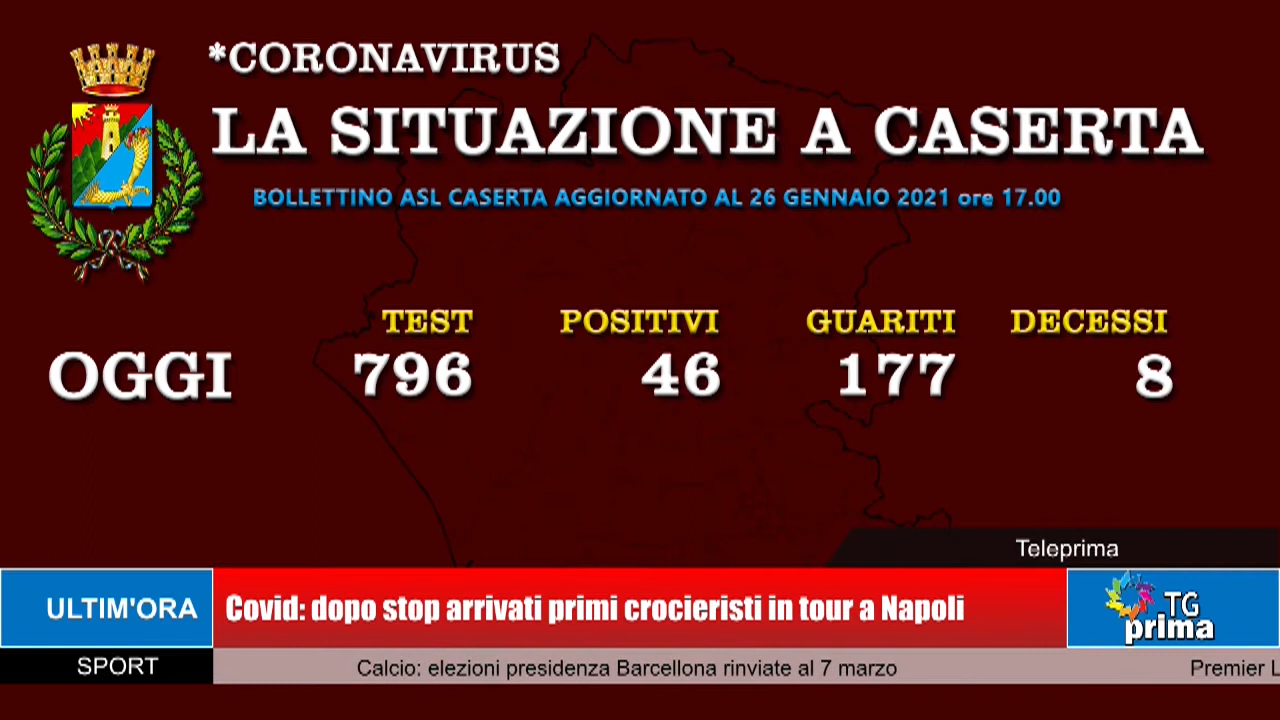 *CORONAVIRUS
LA SITUAZIONE A CASERTA
BOLLETTINO ASL CASERTA AGGIORNATO AL 26 GENNAIO 2021 ore 17.00
TEST POSITIVI GUARITI DECESSI
OGGI 796 46 177 8
Teleprima
ULTIM'ORA Covid: dopo stop arrivati primi crocieristi in tour a Napoli
TG
prima
SPORT Calcio: elezioni presidenza Barcellona rinviate al 7 marzo Premier L